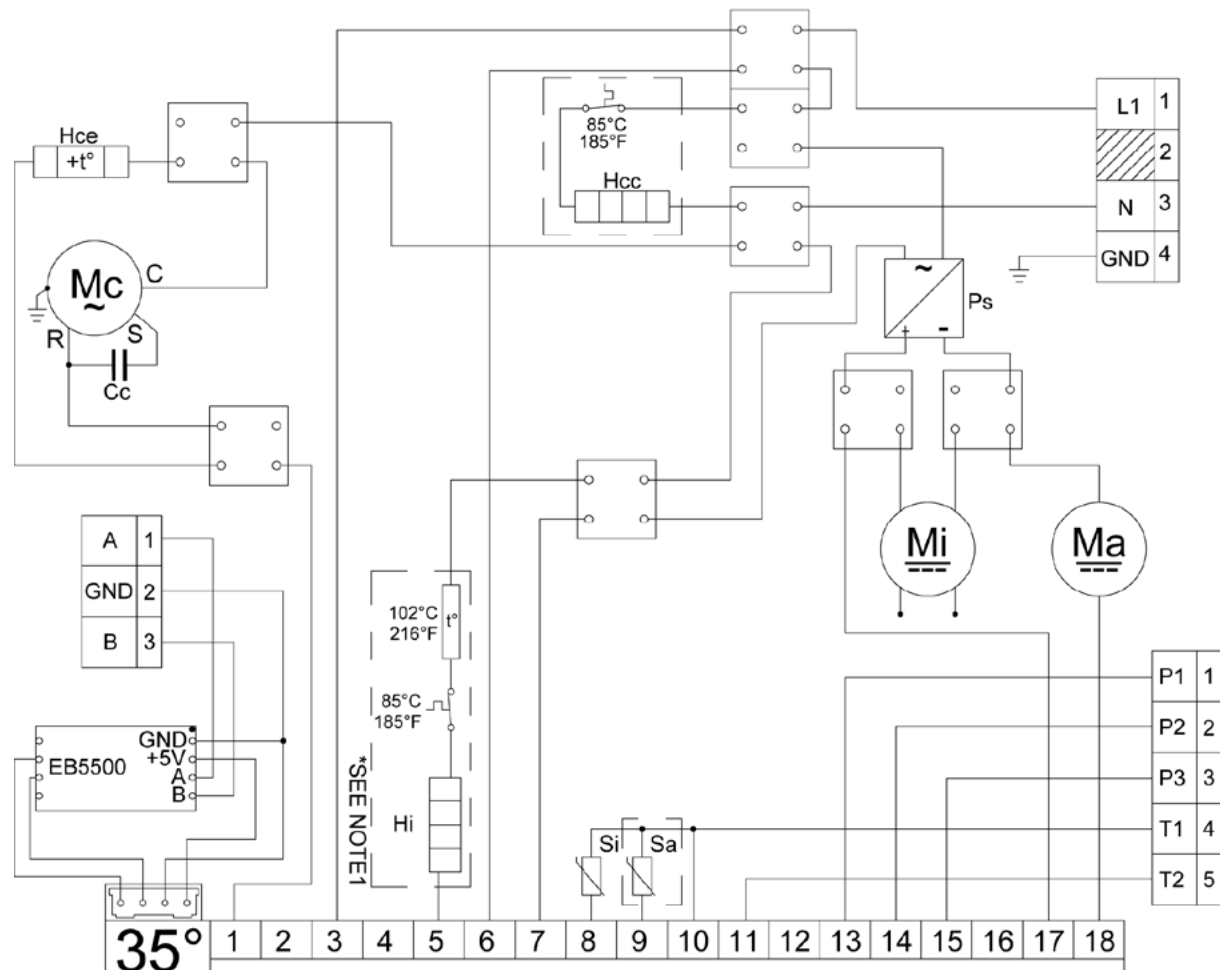 L1 1
2
N 3
GND 4
85°C
185°F
Hcc
Hce
+t°
Mc
~
C
R
S
Cc
~
+ -
Ps
Mi
Ma
A 1
GND 2
B 3
102°C
216°F
t°
85°C
185°F
Hi
*SEE NOTE1
EB5500
GND
+5V
A
B
Si
Sa
P1 1
P2 2
P3 3
T1 4
T2 5
35° 1 2 3 4 5 6 7 8 9 10 11 12 13 14 15 16 17 18